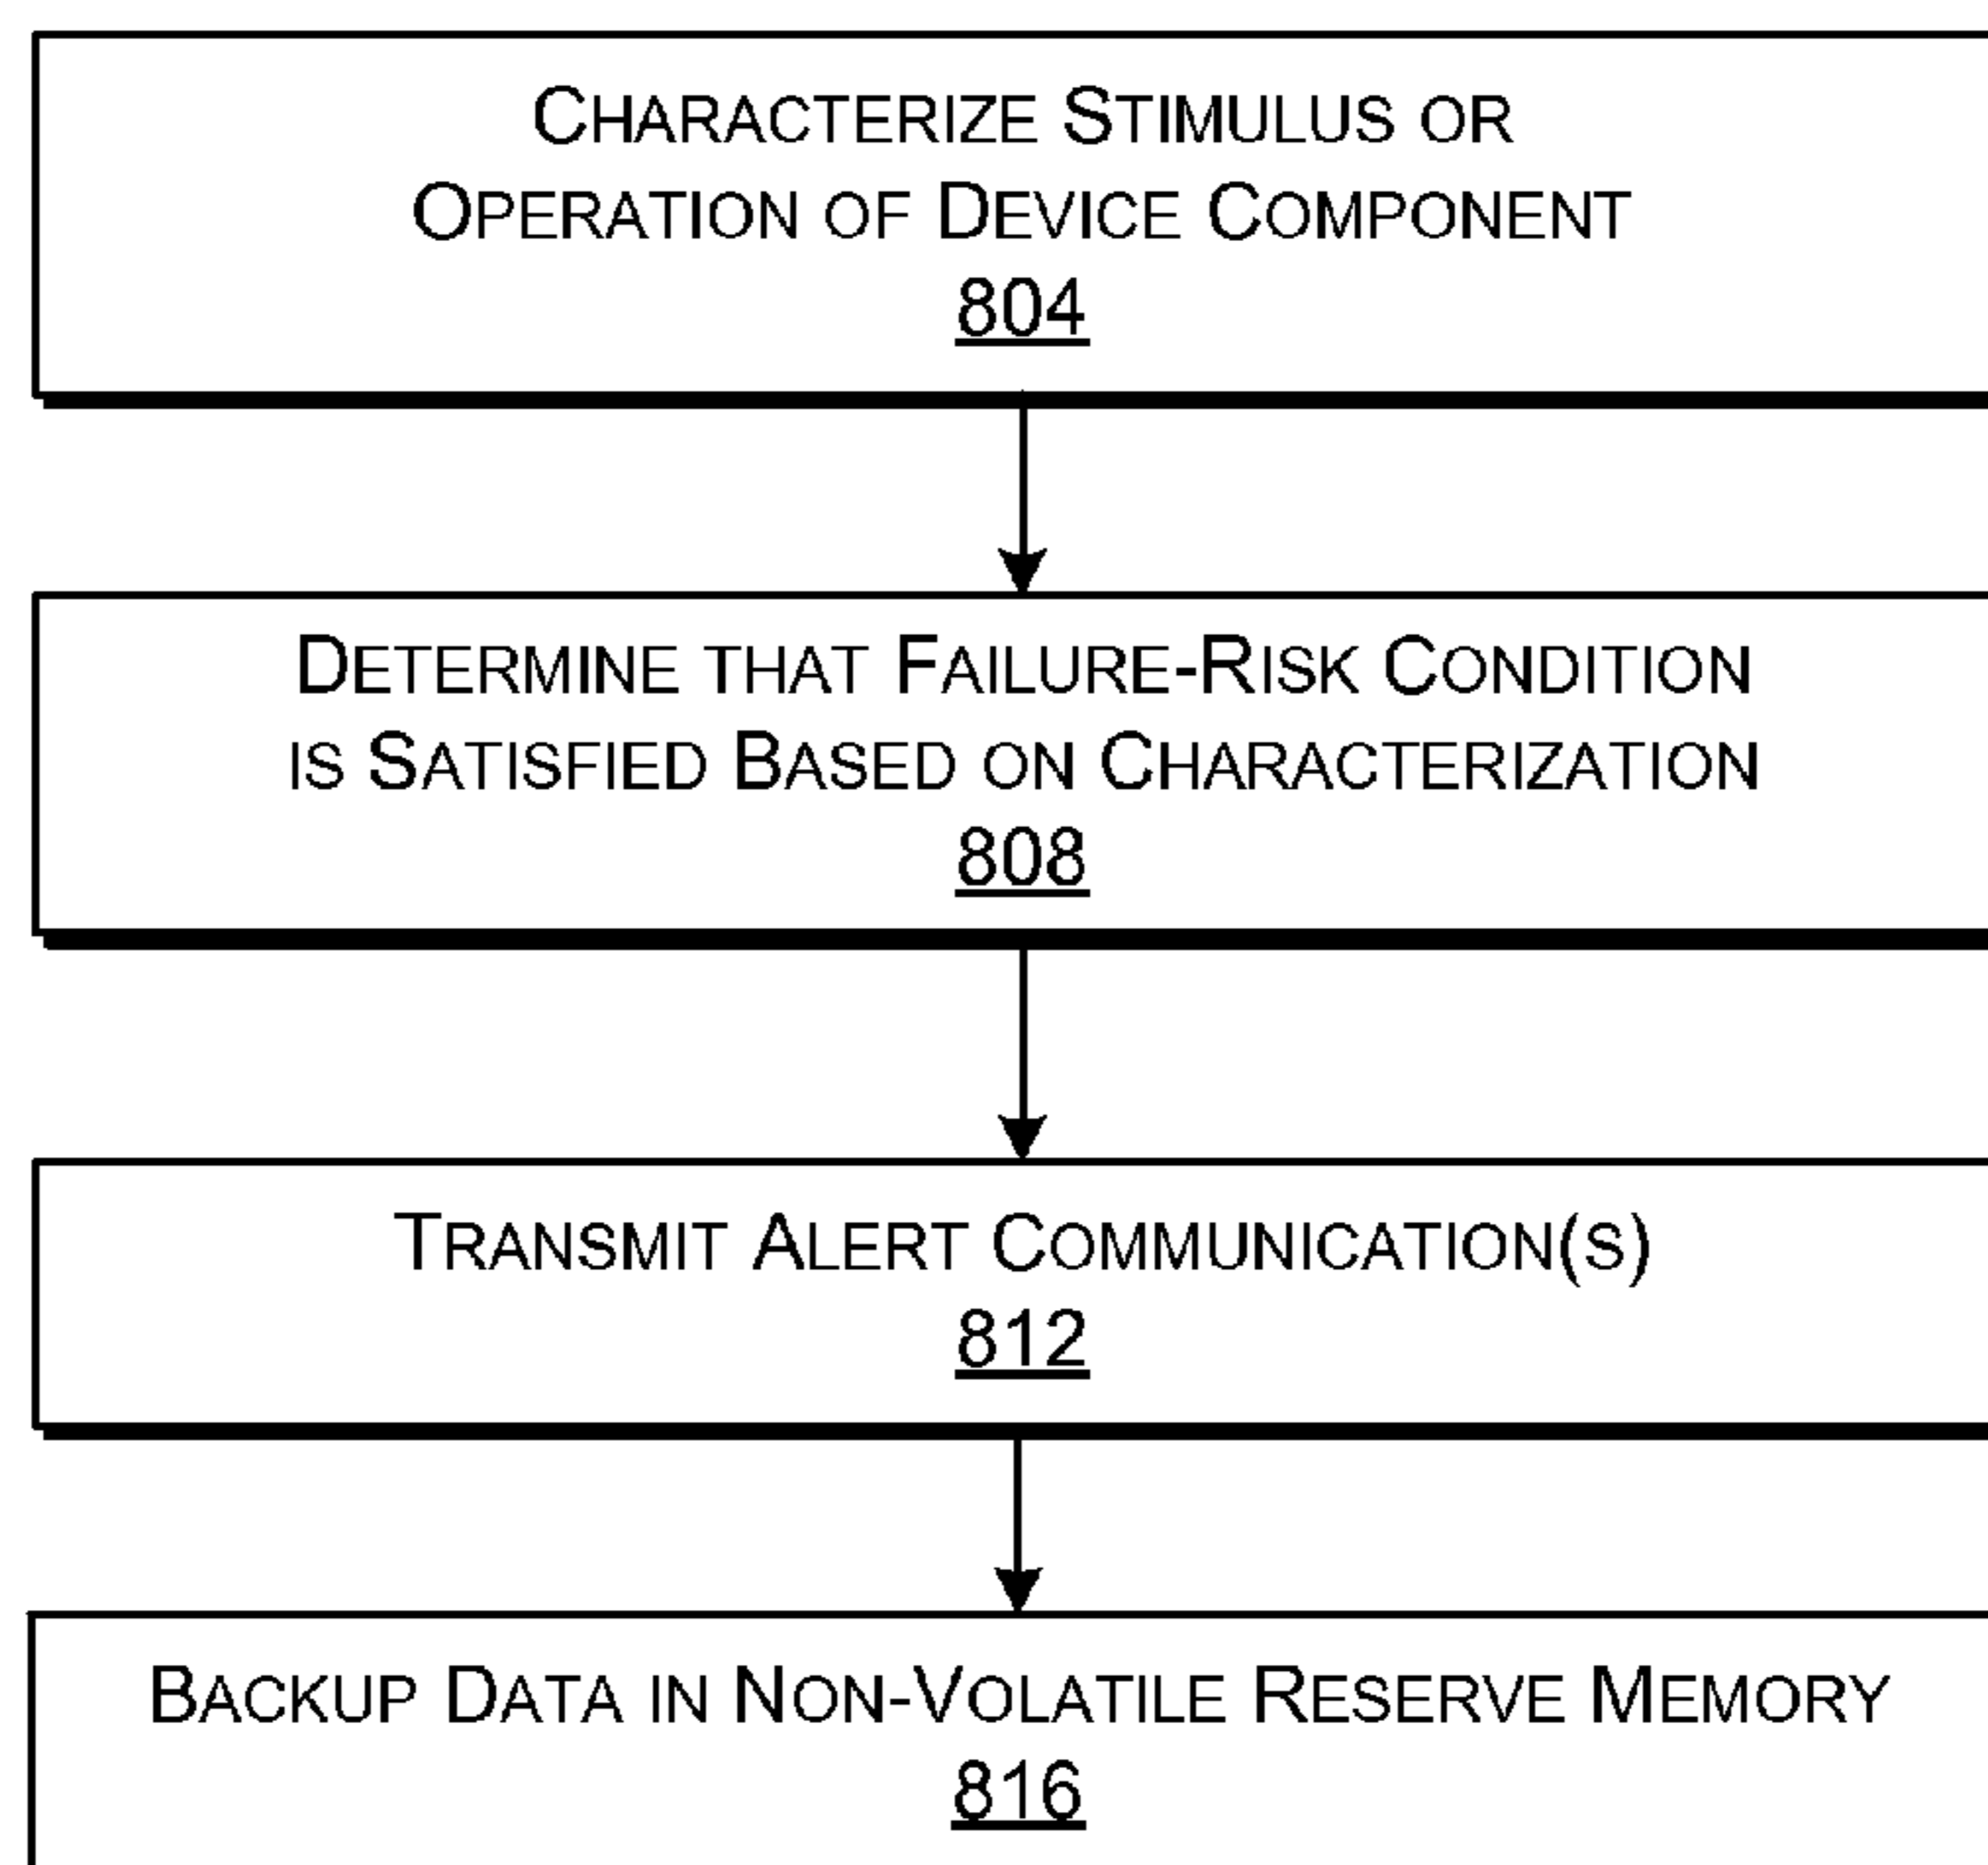 Characterize Stimulus or
Operation of Device Component
804
Determine that Failure-Risk Condition
is Satisfied Based on Characterization
808
Transmit Alert Communication(s)
812
Backup Data in Non-Volatile Reserve Memory
816